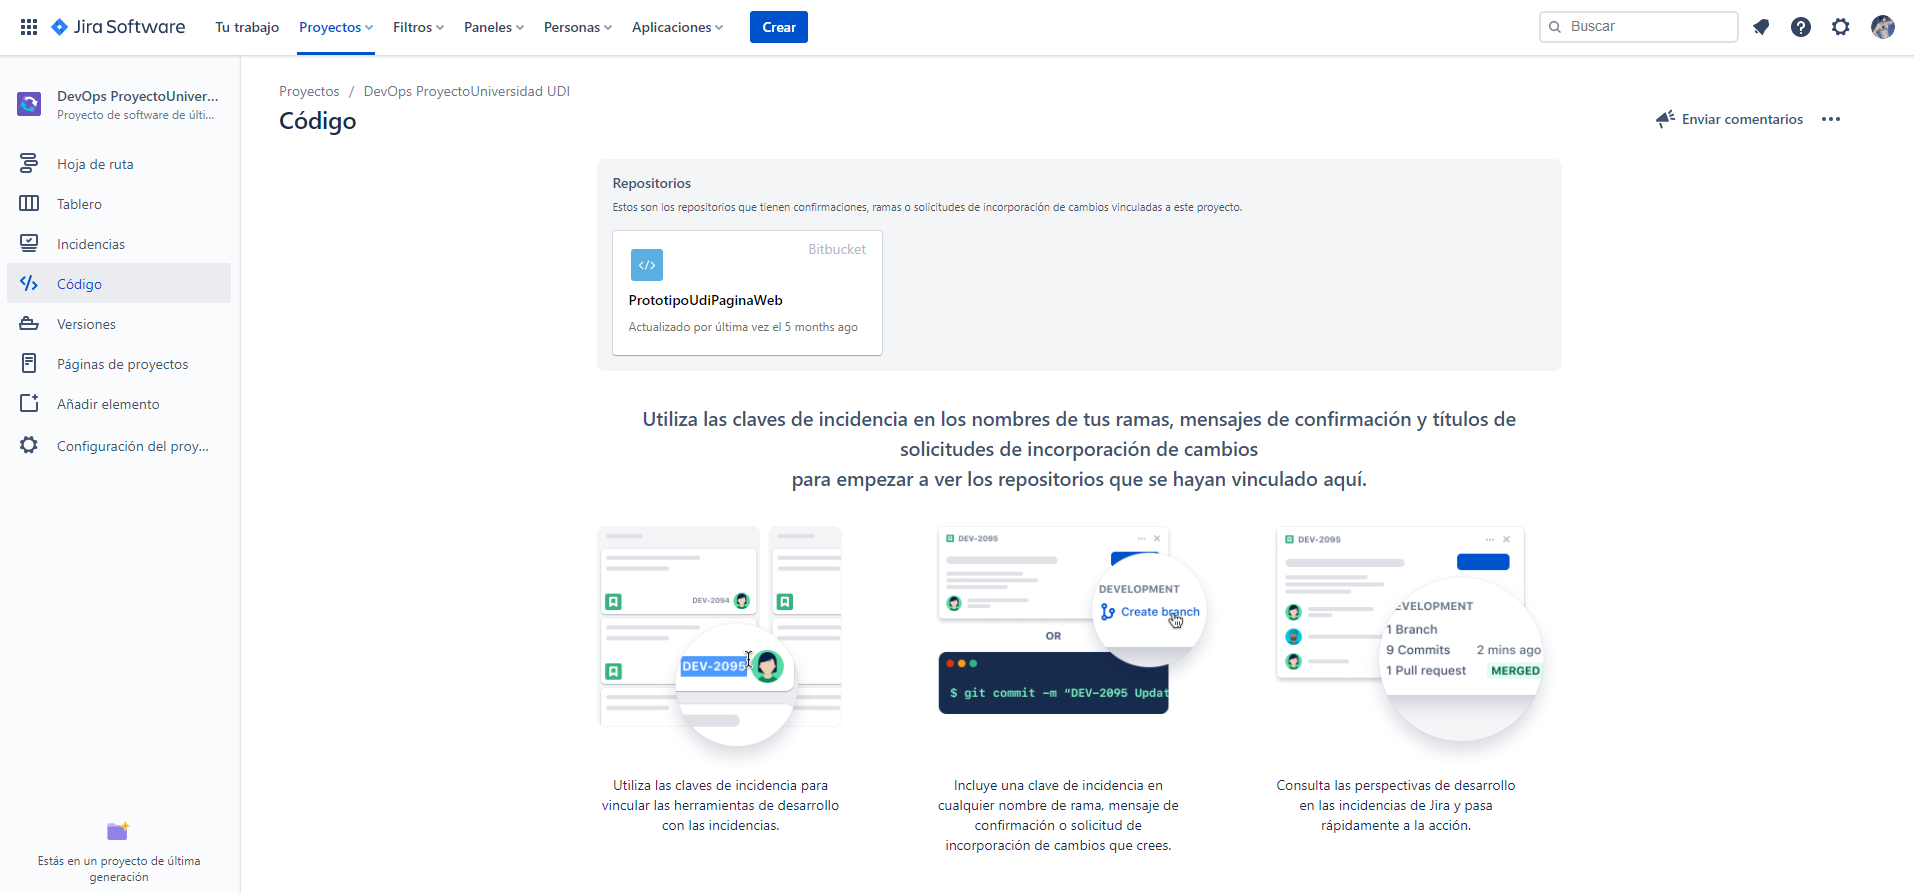 Jira Software
Tu trabajo
Proyectos
Filtros
Paneles
Personas
Aplicaciones
Crear
Buscar
DevOps ProyectoUniver...
Proyecto de software de últi...
Hoja de ruta
Tablero
Incidencias
Código
Versiones
Páginas de proyectos
Añadir elemento
Configuración del proy...
Estás en un proyecto de última
generación
Proyectos / DevOps ProyectoUniversidad UDI
Código
Enviar comentarios
Repositorios
Estos son los repositorios que tienen confirmaciones, ramas o solicitudes de incorporación de cambios vinculadas a este proyecto.
Bitbucket
PrototipoUdiPaginaWeb
Actualizado por última vez el 5 months ago
Utiliza las claves de incidencia en los nombres de tus ramas, mensajes de confirmación y títulos de
solicitudes de incorporación de cambios
para empezar a ver los repositorios que se hayan vinculado aquí.
DEV-2094
DEV-2095
Utiliza las claves de incidencia para
vincular las herramientas de desarrollo
con las incidencias.
DEV-2095
DEVELOPMENT
Create branch
OR
$ git commit -m “DEV-2095 Updat
Incluye una clave de incidencia en
cualquier nombre de rama, mensaje de
confirmación o solicitud de
incorporación de cambios que crees.
DEV-2095
EVELOPMENT
1 Branch
9 Commits 2 mins ago
1 Pull request MERGED
Consulta las perspectivas de desarrollo
en las incidencias de Jira y pasa
rápidamente a la acción.